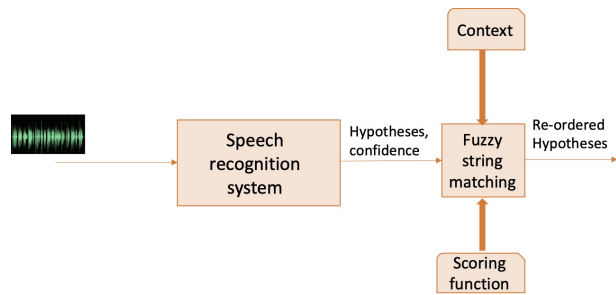 Context
Speech
recognition
system
Hypotheses,
confidence
Fuzzy
string
matching
Re-ordered
Hypotheses
Scoring
function